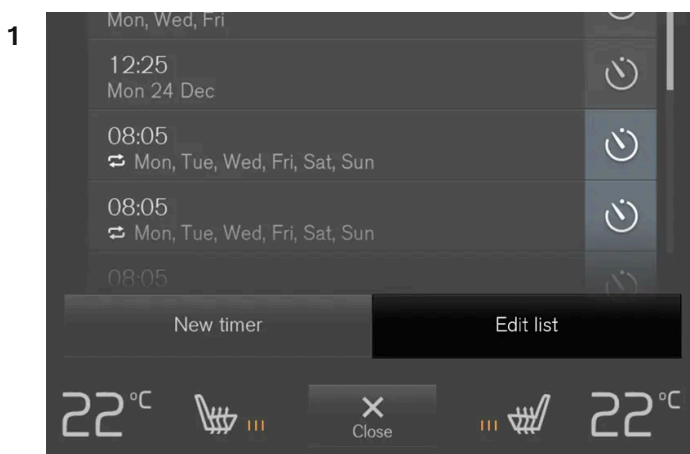 1
Mon, Wed, Fri
12:25
Mon 24 Dec
08:05
Mon, Tue, Wed, Fri, Sat, Sun
08:05
Mon, Tue, Wed, Fri, Sat, Sun
08:05
New timer Edit list
22°C 22°C
Close